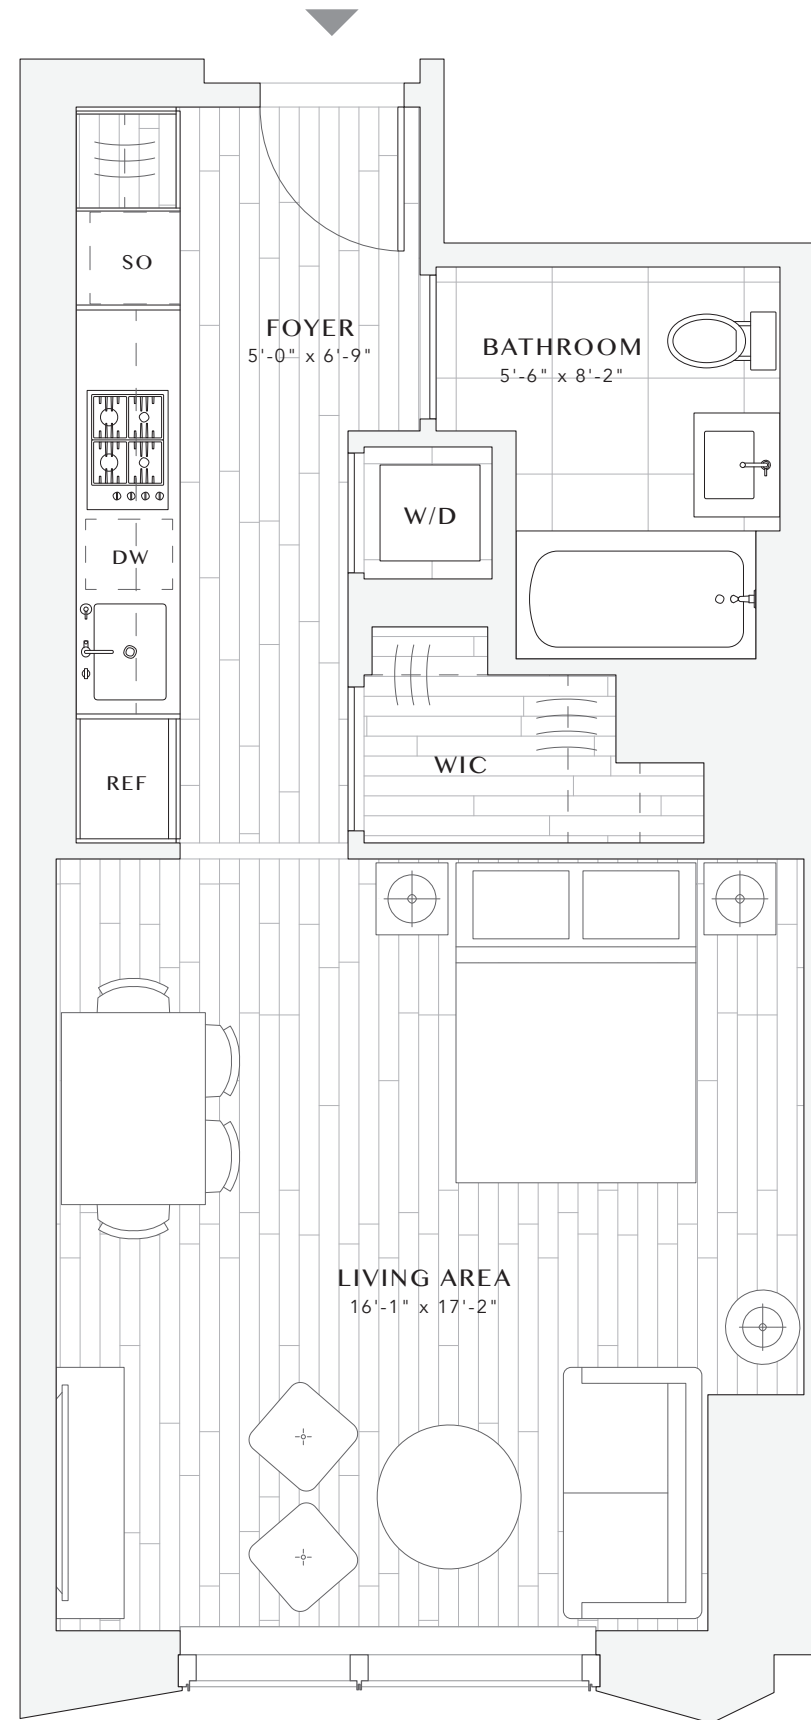 SO
FOYER
5'-0" x 6'-9"
BATHROOM
5'-6" x 8'-2"
W/D
DW
WIC
REF
LIVING AREA
16'-1" x 17'-2"